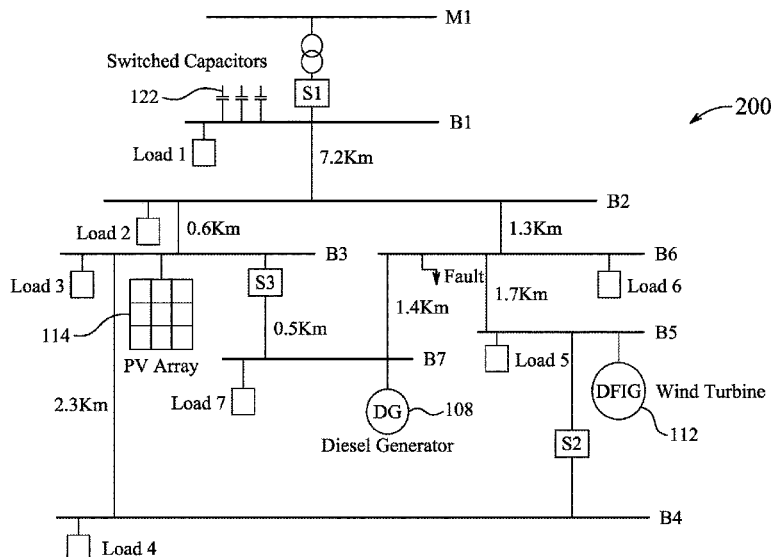 M1
Switched Capacitors
122
S1
B1
200
Load 1
7.2Km
B2
Load 2
0.6Km
1.3Km
B3
B6
Load 3
S3
Fault
Load 6
1.4Km
1.7Km
114
0.5Km
B5
PV Array
B7
Load 5
2.3Km
Load 7
DG
108
DFIG
Wind Turbine
Diesel Generator
112
S2
B4
Load 4